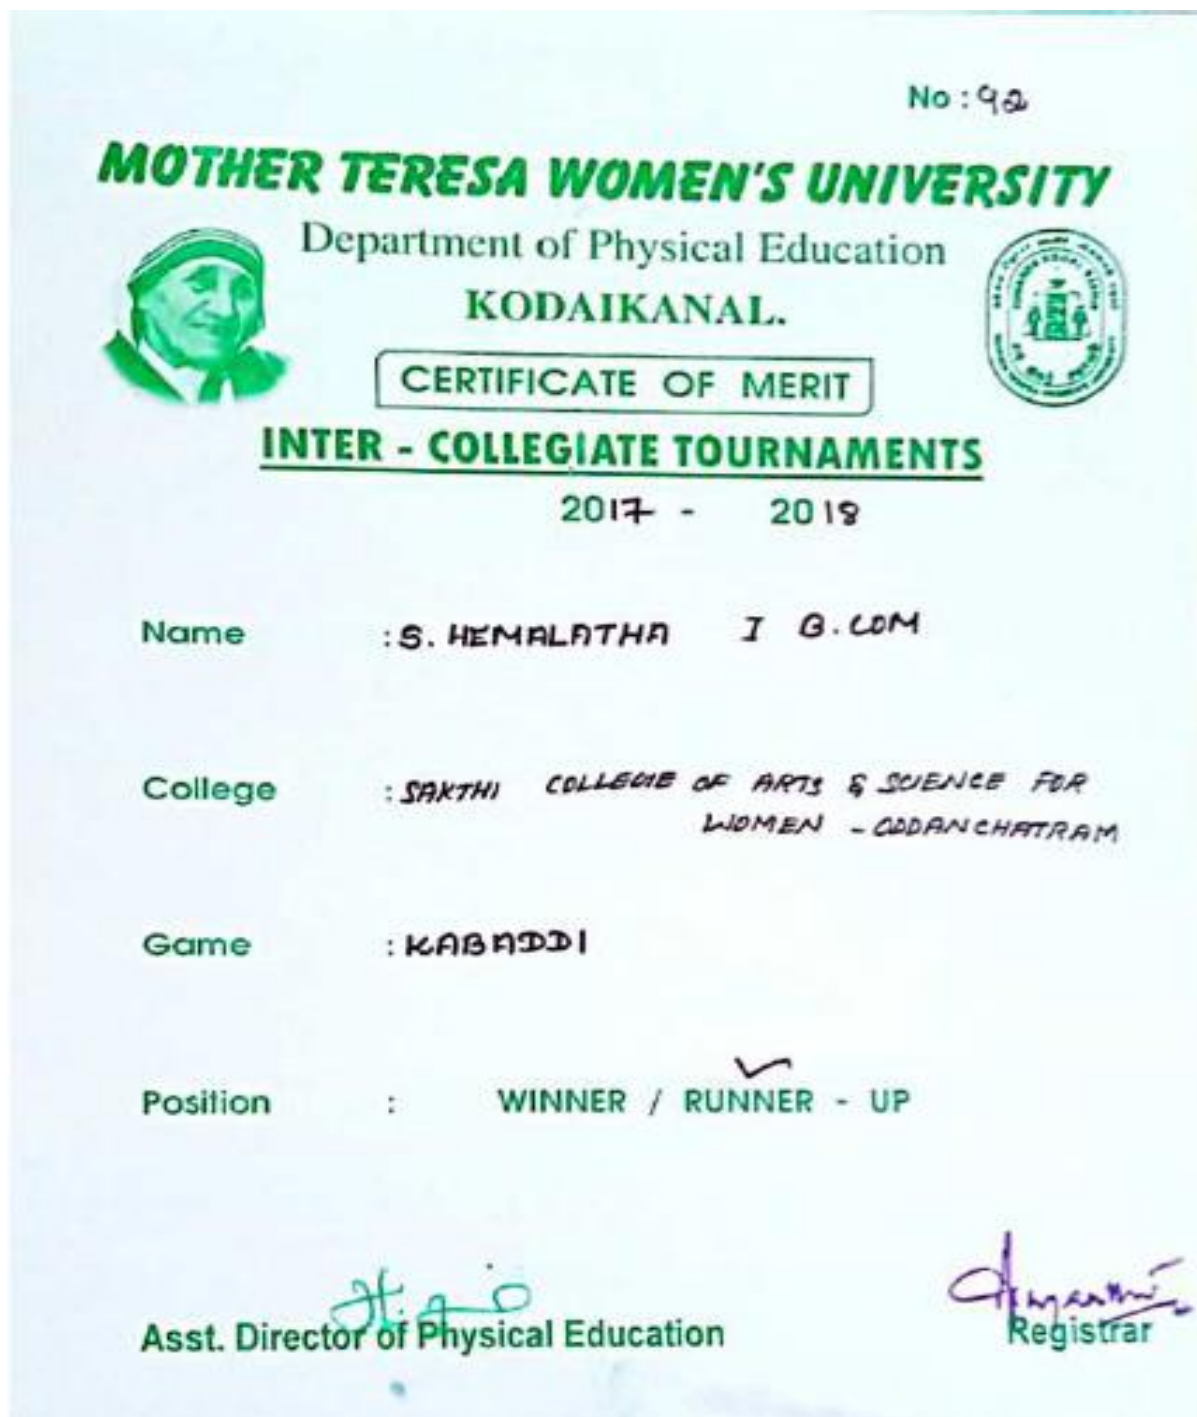 No : 92
MOTHER TERESA WOMEN'S UNIVERSITY
Department of Physical Education
KODAIKANAL.
CERTIFICATE OF MERIT
INTER - COLLEGIATE TOURNAMENTS
2017 - 2018
Name : S. HEMALATHA I B.COM
College : SAKTHI COLLEGE OF ARTS & SCIENCE FOR
WOMEN - ODDANCHATRAM
Game : KABADDI
Position : WINNER / RUNNER - UP
Asst. Director of Physical Education
Registrar